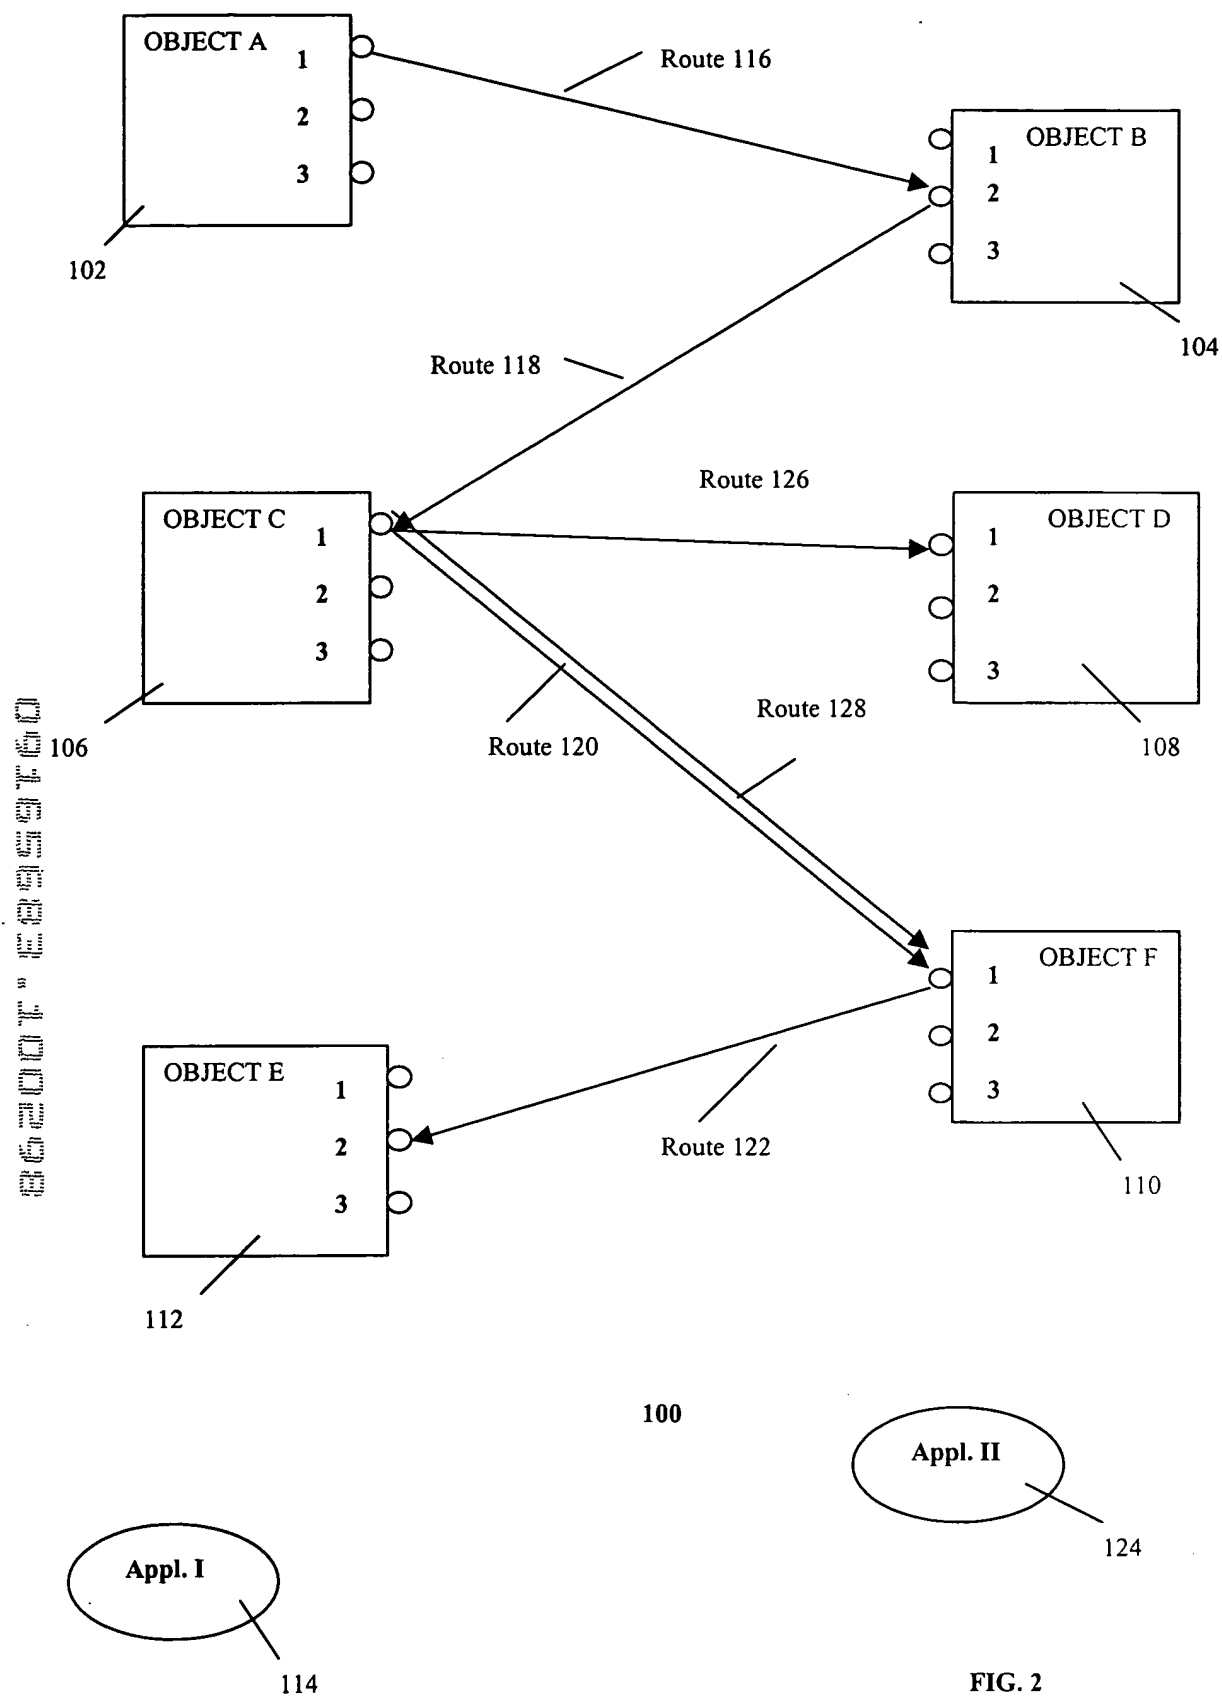 OBJECT A
1
2
3
102
Route 116
OBJECT B
1
2
3
104
Route 118
Route 126
OBJECT C
1
2
3
106
OBJECT D
1
2
3
108
Route 120
Route 128
OBJECT F
1
2
3
110
Route 122
OBJECT E
1
2
3
112
100
Appl. II
124
Appl. I
114
FIG. 2
09165983.100298